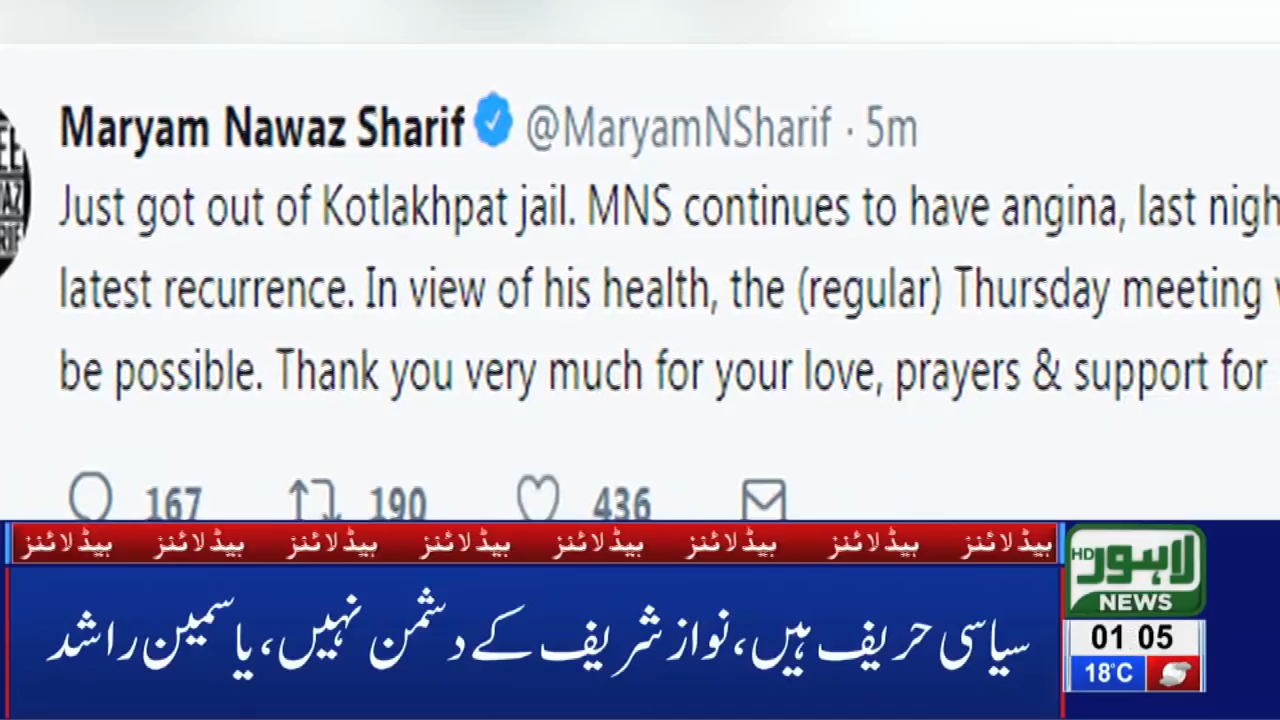 Maryam Nawaz Sharif @MaryamNSharif · 5m
Just got out of Kotlakhpat jail. MNS continues to have angina, last nigh
latest recurrence. In view of his health, the (regular) Thursday meeting
be possible. Thank you very much for your love, prayers & support for
167 190 436
ہیڈلائنز ہیڈلائنز ہیڈلائنز ہیڈلائنز ہیڈلائنز ہیڈلائنز ہیڈلائنز ہیڈلائنز
سیاسی حریف ہیں، نواز شریف کے دشمن نہیں، یاسمین راشد
لاہور HD
NEWS
01 05
18°C